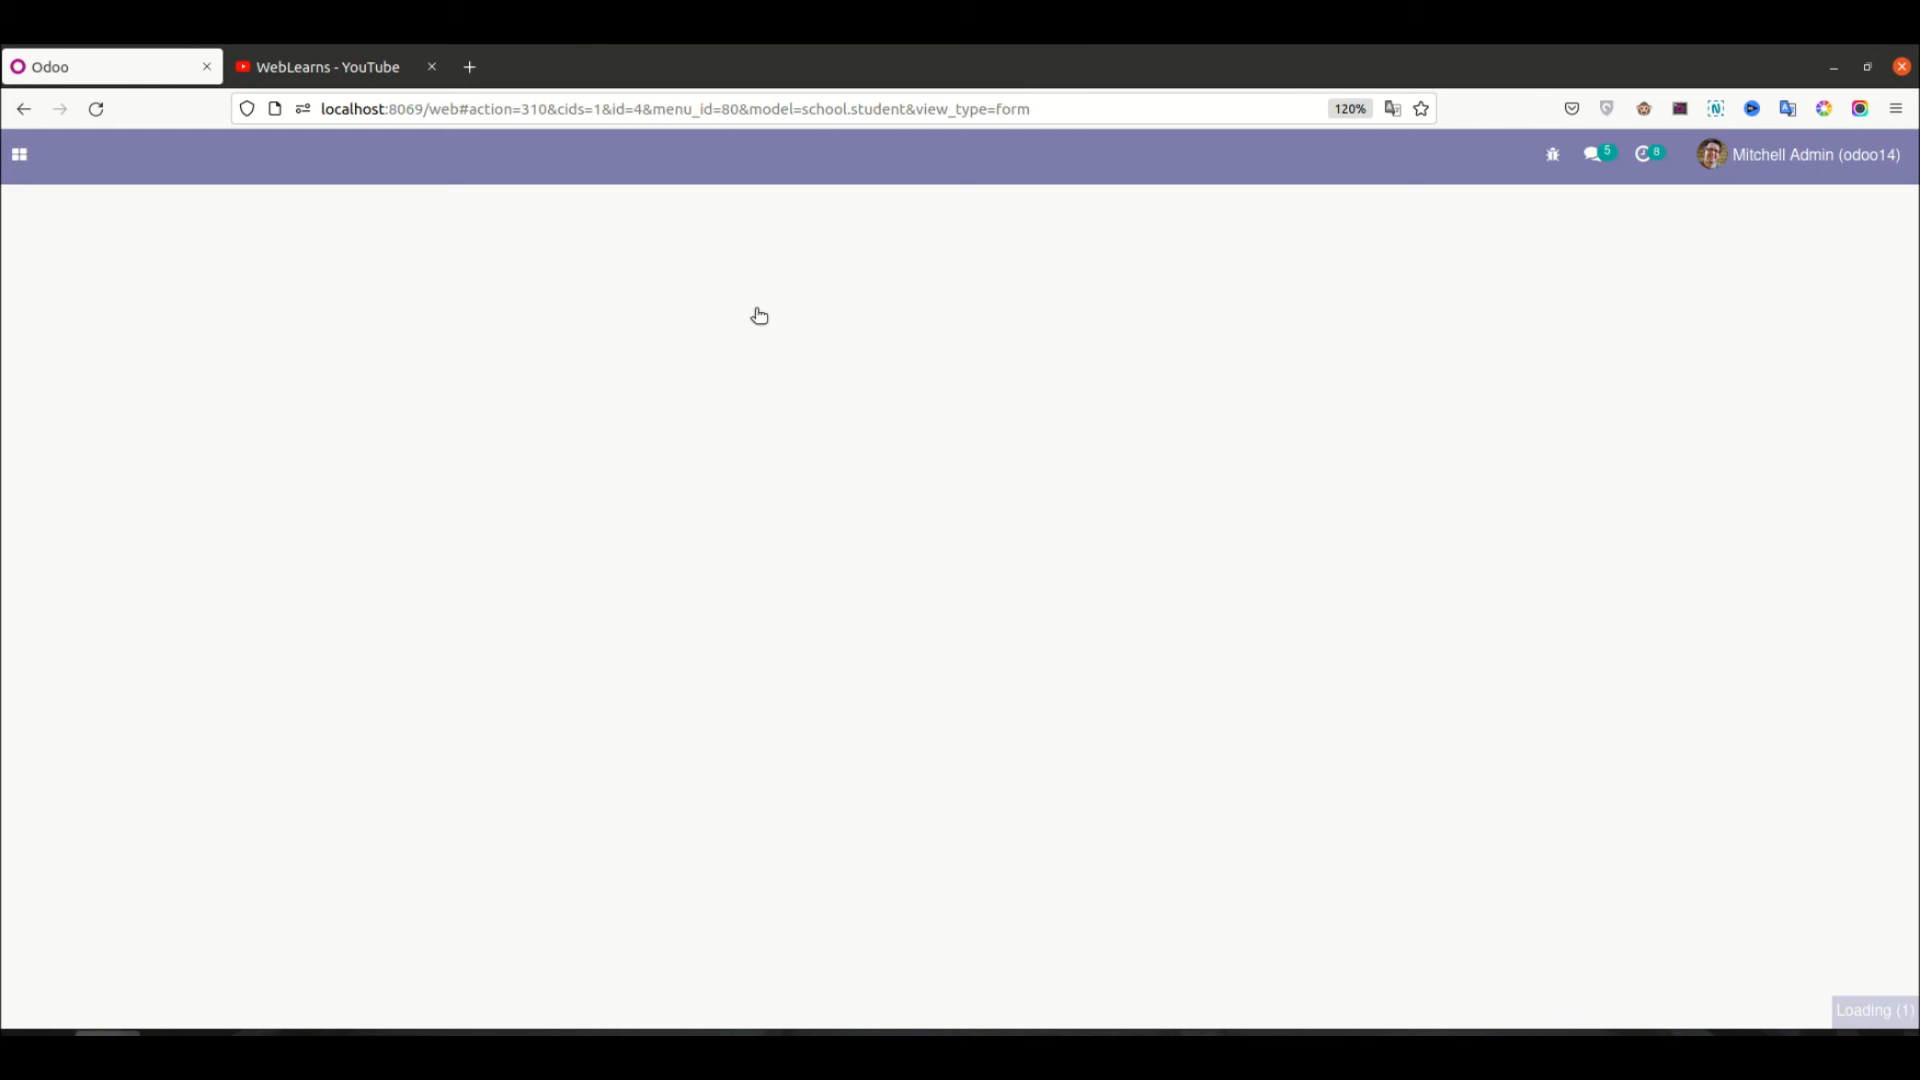 Odoo
WebLearns - YouTube
localhost:8069/web#action=310&cids=1&id=4&menu_id=80&model=school.student&view_type=form
120%
5
8
Mitchell Admin (odoo14)
Loading (1)